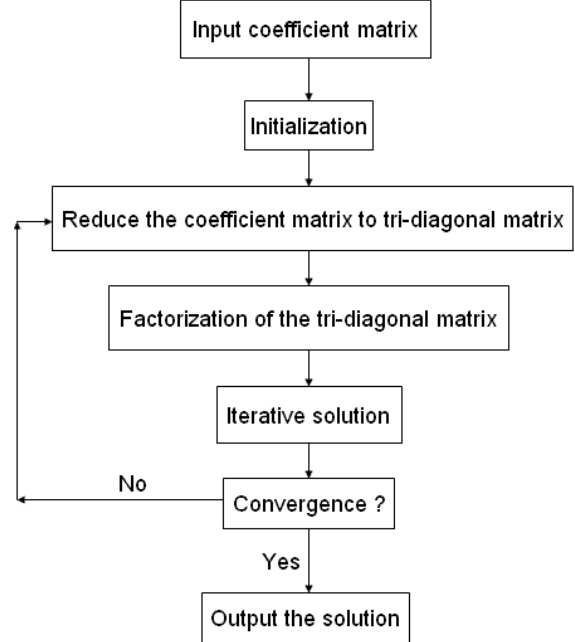 Input coefficient matrix
Initialization
Reduce the coefficient matrix to tri-diagonal matrix
Factorization of the tri-diagonal matrix
Iterative solution
No
Convergence ?
Yes
Output the solution